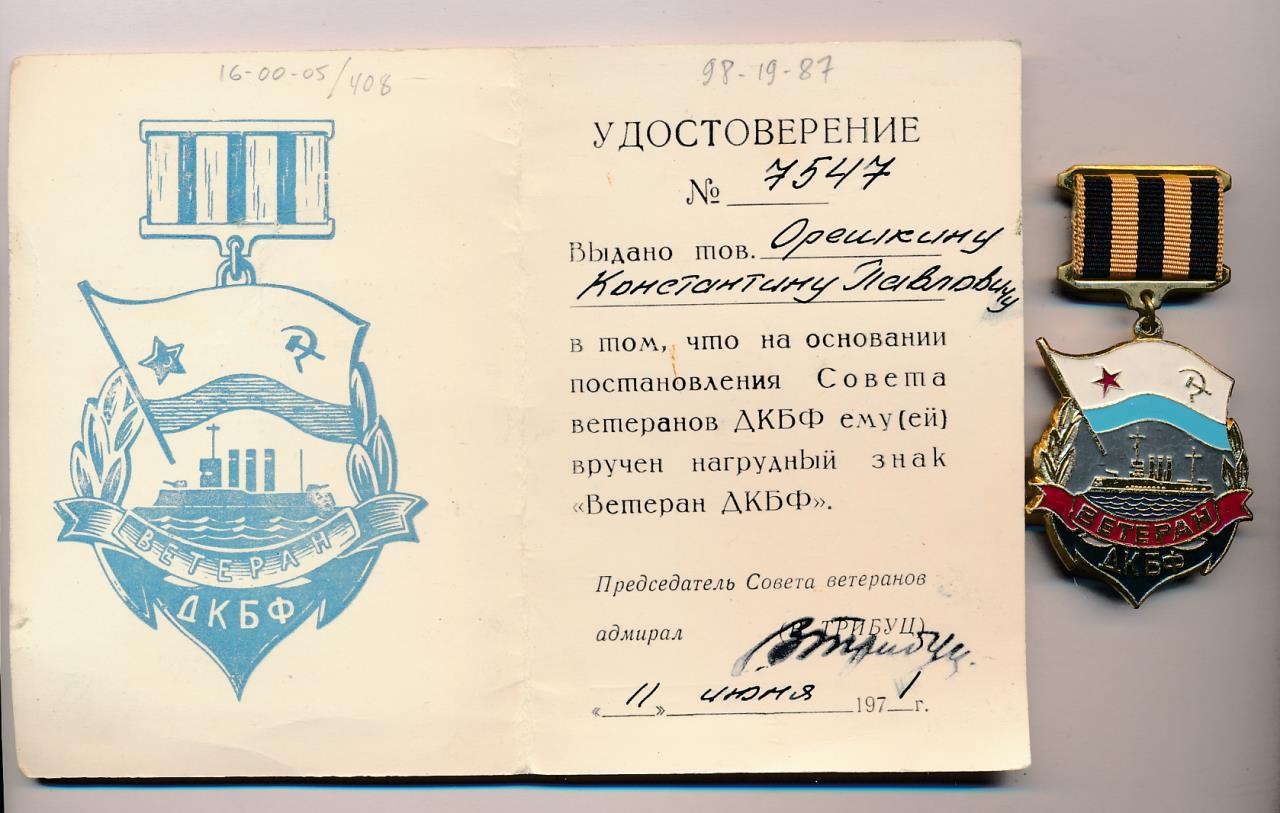 16-00-05/408
ВЕТЕРАН
ДКБФ
98-19-87
УДОСТОВЕРЕНИЕ
№ 7547
Выдано тов. Орешкину
Константину Павловичу
в том, что на основании
постановления Совета
ветеранов ДКБФ ему(ей)
вручен нагрудный знак
«Ветеран ДКБФ».
Председатель Совета ветеранов
адмирал (В. ТРИБУЦ)
В Трибуц.
«11» июня 1971 г.
ВЕТЕРАН
ДКБФ